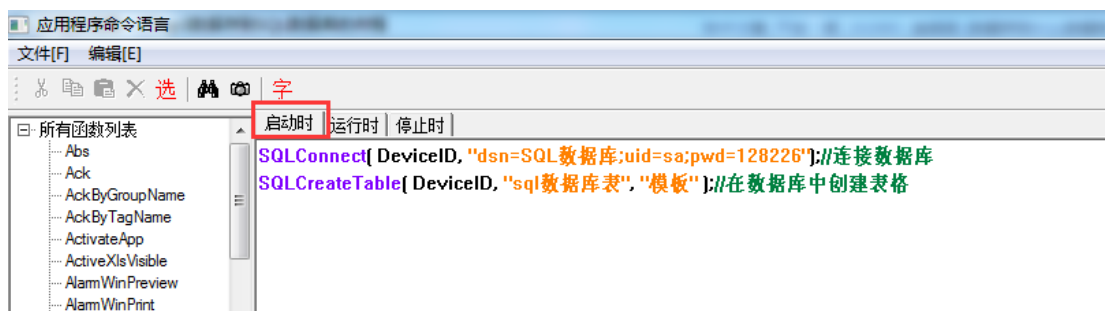 应用程序命令语言
文件[F] 编辑[E]
选 字
启动时 运行时 停止时
所有函数列表
Abs
Ack
AckByGroupName
AckByTagName
ActivateApp
ActiveXIsVisible
AlarmWinPreview
AlarmWinPrint
SQLConnect( DeviceID, "dsn=SQL数据库;uid=sa;pwd=128226");//连接数据库
SQLCreateTable( DeviceID, "sql数据库表", "模板" );//在数据库中创建表格